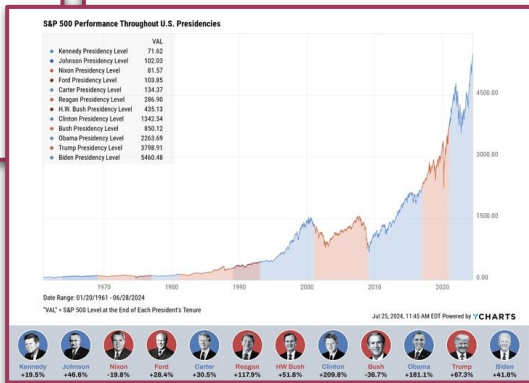 S&P 500 Performance Throughout U.S. Presidencies
VAL
Kennedy Presidency Level 71.62
Johnson Presidency Level 102.03
Nixon Presidency Level 81.57
Ford Presidency Level 103.85
Carter Presidency Level 134.37
Reagan Presidency Level 286.90
H.W. Bush Presidency Level 435.13
Clinton Presidency Level 1342.54
Bush Presidency Level 850.12
Obama Presidency Level 2263.69
Trump Presidency Level 3798.91
Biden Presidency Level 5460.48
4500.00
3000.00
1500.00
0.00
1970 1980 1990 2000 2010 2020
Date Range: 01/20/1961 - 06/28/2024
"VAL" = S&P 500 Level at the End of Each President's Tenure
Jul 25, 2024, 11:45 AM EDT Powered by YCHARTS
Kennedy Johnson Nixon Ford Carter Reagan HW Bush Clinton Bush Obama Trump Biden
+19.5% +46.6% -19.8% +28.4% +30.5% +117.9% +51.8% +209.8% -36.7% +181.1% +67.3% +41.8%